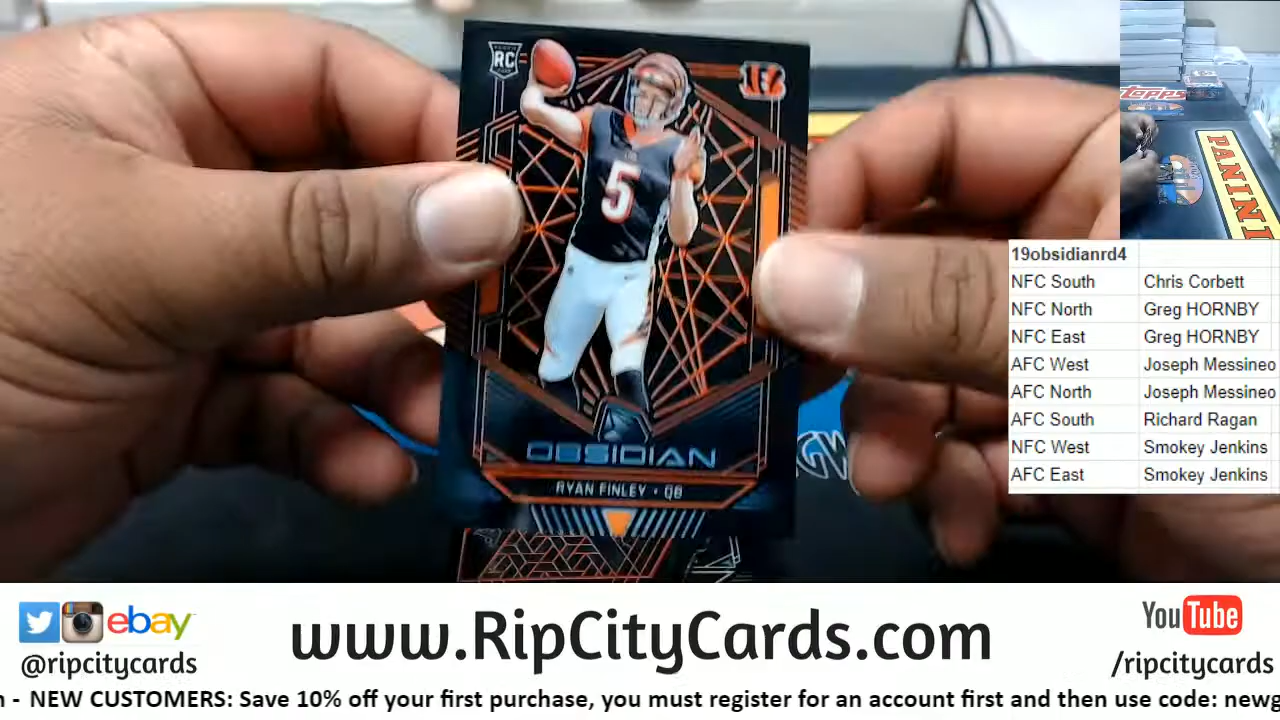 RC
5
OBSIDIAN
RYAN FINLEY • QB
GW
TOPPS
PANINI
19obsidianrd4
NFC South Chris Corbett
NFC North Greg HORNBY
NFC East Greg HORNBY
AFC West Joseph Messineo
AFC North Joseph Messineo
AFC South Richard Ragan
NFC West Smokey Jenkins
AFC East Smokey Jenkins
ebay
@ripcitycards
www.RipCityCards.com
YouTube
/ripcitycards
- NEW CUSTOMERS: Save 10% off your first purchase, you must register for an account first and then use code: newg